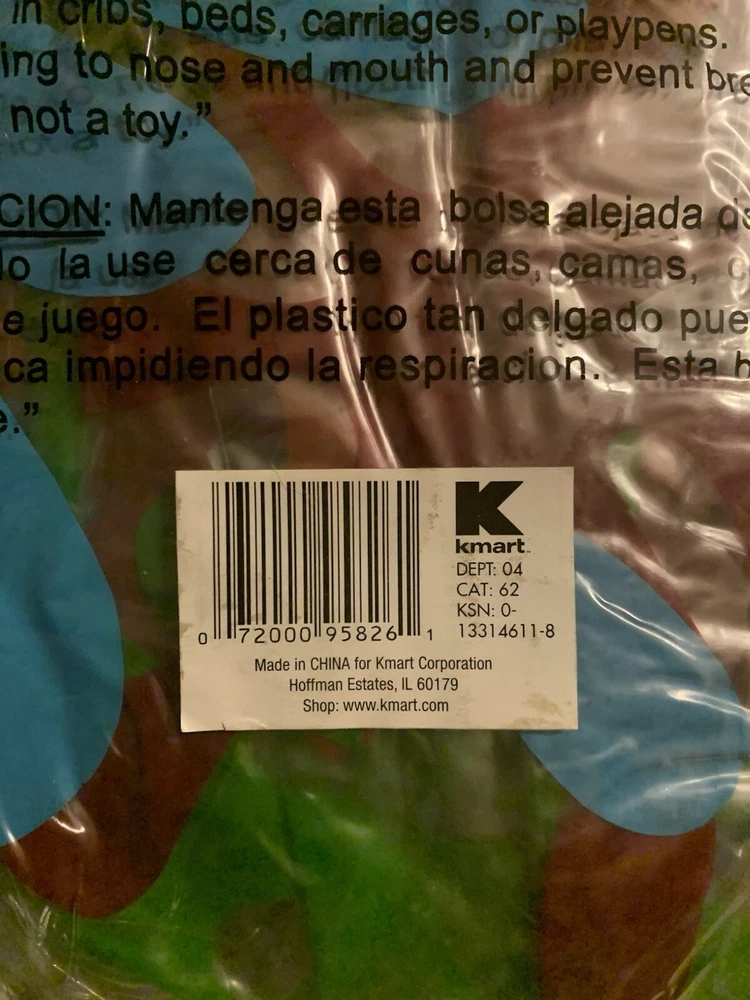 in cribs, beds, carriages, or playpens.
ing to nose and mouth and prevent bre
not a toy.”
CION: Mantenga esta bolsa alejada de
lo la use cerca de cunas, camas, c
e juego. El plastico tan delgado pue
ca impidiendo la respiracion. Esta h
e.”
K
kmart
DEPT: 04
CAT: 62
KSN: 0-
13314611-8
0 72000 95826 1
Made in CHINA for Kmart Corporation
Hoffman Estates, IL 60179
Shop: www.kmart.com